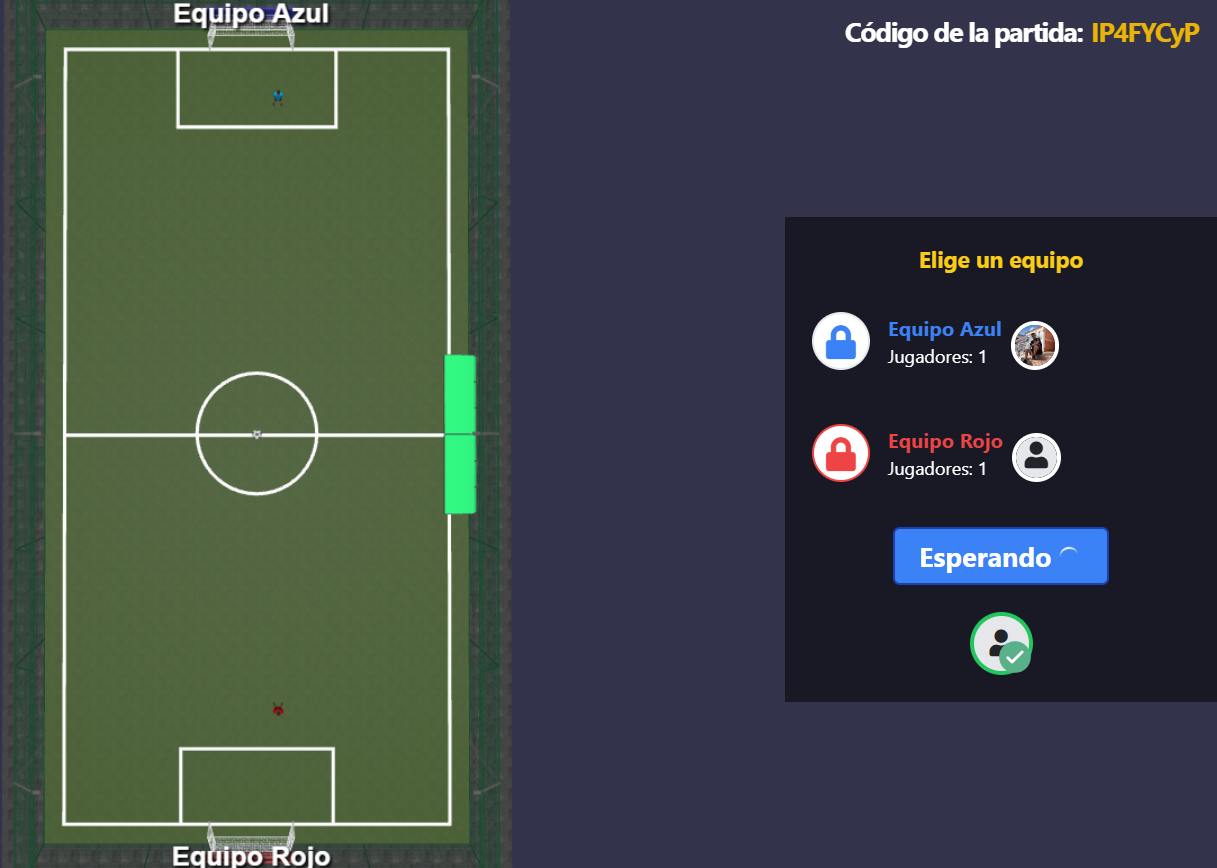 Equipo Azul
Código de la partida: IP4FYCyP
Elige un equipo
Equipo Azul
Jugadores: 1
Equipo Rojo
Jugadores: 1
Esperando
Equipo Rojo